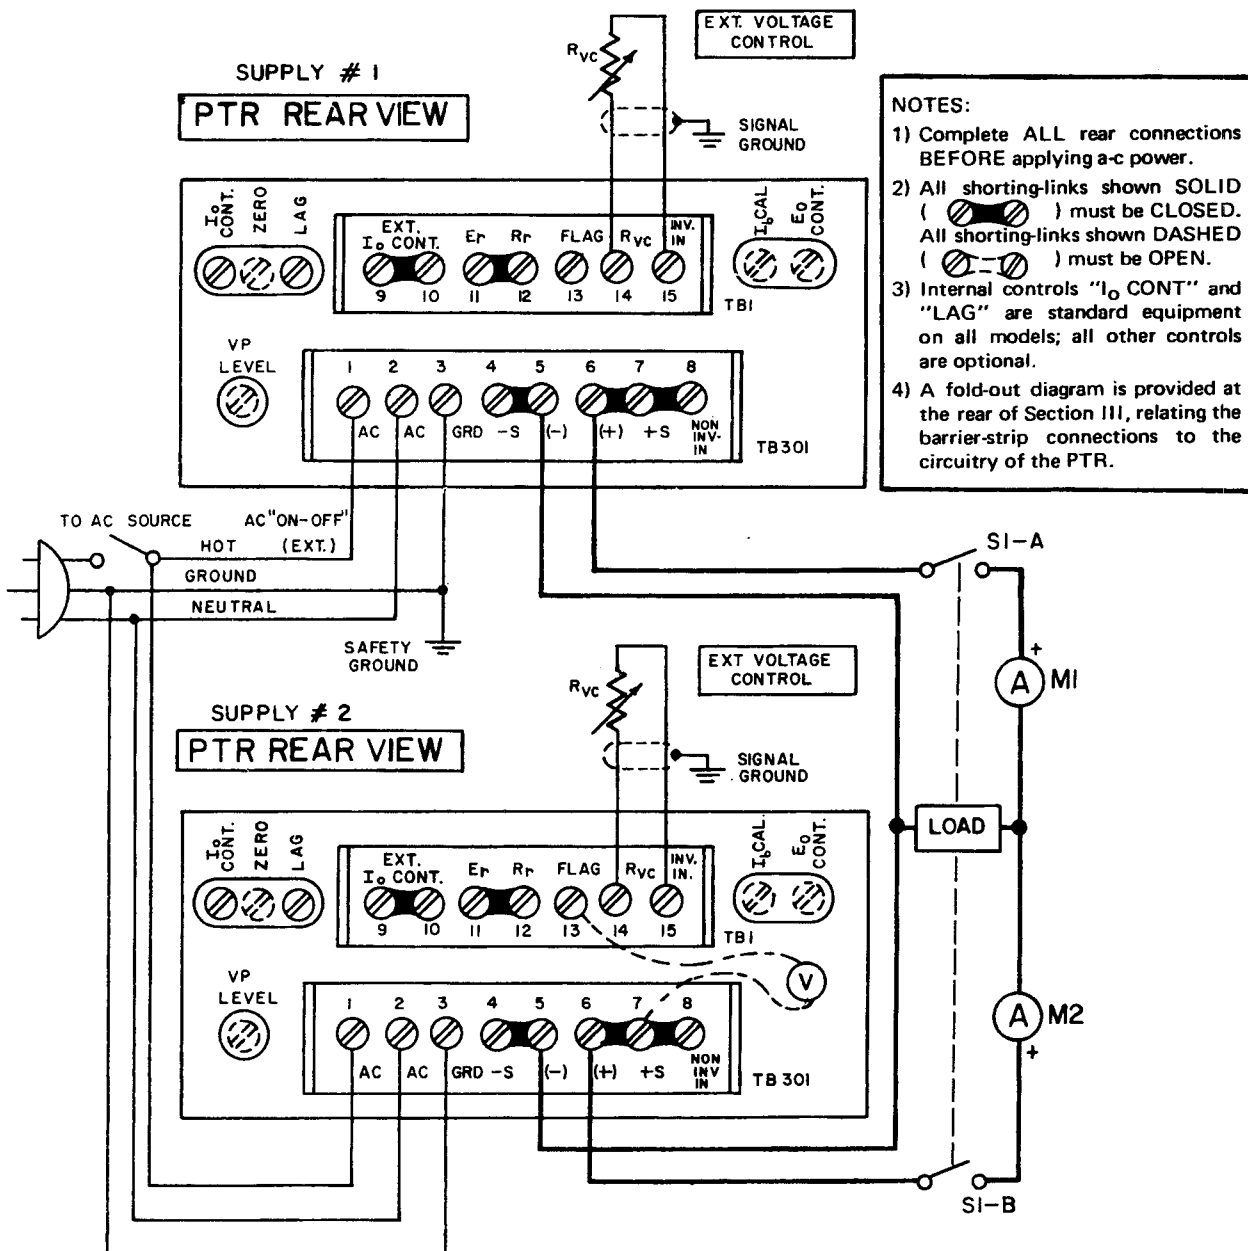 EXT. VOLTAGE
CONTROL
RVC
SUPPLY # 1
PTR REAR VIEW
SIGNAL
GROUND
NOTES:
1) Complete ALL rear connections
BEFORE applying a-c power.
2) All shorting-links shown SOLID
( ) must be CLOSED.
All shorting-links shown DASHED
( ) must be OPEN.
3) Internal controls "Io CONT" and
"LAG" are standard equipment
on all models; all other controls
are optional.
4) A fold-out diagram is provided at
the rear of Section III, relating the
barrier-strip connections to the
circuitry of the PTR.
Io CONT.
ZERO
LAG
EXT.
Io CONT.
Er
Rr
FLAG
RVC
INV.
IN
9 10 11 12 13 14 15
TB1
IbCAL
Eo CONT.
VP
LEVEL
1 2 3 4 5 6 7 8
AC AC GRD -S (-) (+) +S
NON
INV-
IN
TB301
TO AC SOURCE
AC "ON-OFF"
(EXT.)
HOT
GROUND
NEUTRAL
SAFETY
GROUND
S1-A
+
A M1
EXT VOLTAGE
CONTROL
RVC
SUPPLY # 2
PTR REAR VIEW
SIGNAL
GROUND
LOAD
Io CONT.
ZERO
LAG
EXT.
Io CONT.
Er
Rr
FLAG
RVC
INV.
IN.
9 10 11 12 13 14 15
TB1
IbCAL.
Eo CONT.
V
VP
LEVEL
1 2 3 4 5 6 7 8
AC AC GRD -S (-) (+) +S
NON
INV
IN
TB 301
A M2
+
S1-B